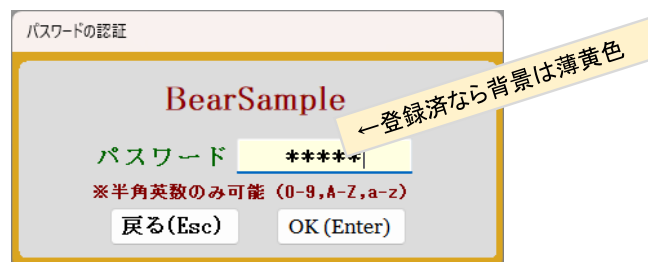 パスワードの認証
BearSample
←登録済なら背景は薄黄色
パスワード *****
※半角英数のみ可能（0-9,A-Z,a-z）
戻る(Esc) OK(Enter)